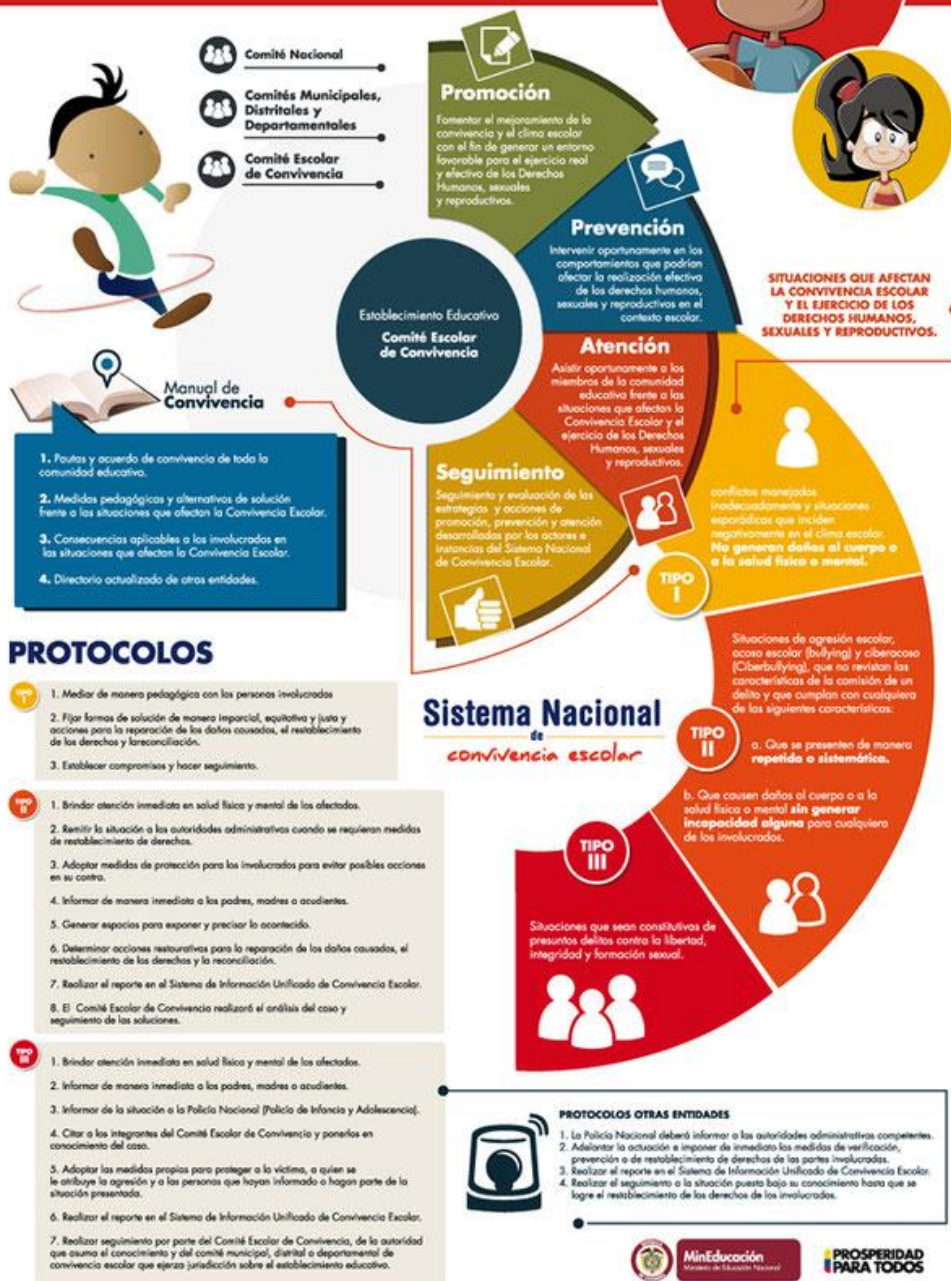 Comité Nacional
Comités Municipales,
Distritales y
Departamentales
Comité Escolar
de Convivencia
Promoción
Fomentar el mejoramiento de la
convivencia y el clima escolar
con el fin de generar un entorno
favorable para el ejercicio real
y efectivo de los Derechos
Humanos, sexuales
y reproductivos.
Prevención
Intervenir oportunamente en los
comportamientos que podrían
afectar la realización efectiva
de los derechos humanos,
sexuales y reproductivos en el
contexto escolar.
Establecimiento Educativo
Comité Escolar
de Convivencia
Atención
Asistir oportunamente a los
miembros de la comunidad
educativa frente a las
situaciones que afectan la
Convivencia Escolar y el
ejercicio de los Derechos
Humanos, sexuales
y reproductivos.
Seguimiento
Seguimiento y evaluación de las
estrategias y acciones de
promoción, prevención y atención
desarrolladas por los actores e
instancias del Sistema Nacional
de Convivencia Escolar.
SITUACIONES QUE AFECTAN
LA CONVIVENCIA ESCOLAR
Y EL EJERCICIO DE LOS
DERECHOS HUMANOS,
SEXUALES Y REPRODUCTIVOS.
Manual de
Convivencia
1. Pautas y acuerdo de convivencia de toda la
comunidad educativo.
2. Medidas pedagógicas y alternativas de solución
frente a las situaciones que afectan la Convivencia Escolar.
3. Consecuencias aplicables a los involucrados en
las situaciones que afectan la Convivencia Escolar.
4. Directorio actualizado de otras entidades.
conflictos manejados
inadecuadamente y situaciones
esporádicas que inciden
negativamente en el clima escolar.
No generan daños al cuerpo o
a la salud física o mental.
TIPO
I
Situaciones de agresión escolar,
acoso escolar (bullying) y ciberacoso
(Ciberbullying), que no revistan las
características de la comisión de un
delito y que cumplan con cualquiera
de las siguientes características:
TIPO
II
a. Que se presenten de manera
repetida o sistemática.
b. Que causen daños al cuerpo o a la
salud física o mental sin generar
incapacidad alguna para cualquiera
de los involucrados.
TIPO
III
Situaciones que sean constitutivas de
presuntos delitos contra la libertad,
integridad y formación sexual.
Sistema Nacional
de
convivencia escolar
PROTOCOLOS
TIPO
I
1. Mediar de manera pedagógica con las personas involucradas
2. Fijar formas de solución de manera imparcial, equitativa y justa y
acciones para la reparación de los daños causados, el restablecimiento
de los derechos y lareconciliación.
3. Establecer compromisos y hacer seguimiento.
TIPO
II
1. Brindar atención inmediata en salud física y mental de los afectados.
2. Remitir la situación a las autoridades administrativas cuando se requieran medidas
de restablecimiento de derechos.
3. Adoptar medidas de protección para los involucrados para evitar posibles acciones
en su contra.
4. Informar de manera inmediata a los padres, madres o acudientes.
5. Generar espacios para exponer y precisar lo acontecido.
6. Determinar acciones restaurativas para la reparación de los daños causados, el
restablecimiento de los derechos y la reconciliación.
7. Realizar el reporte en el Sistema de Información Unificado de Convivencia Escolar.
8. El Comité Escolar de Convivencia realizará el análisis del caso y
seguimiento de las soluciones.
TIPO
III
1. Brindar atención inmediata en salud física y mental de los afectados.
2. Informar de manera inmediata a los padres, madres o acudientes.
3. Informar de la situación a la Policía Nacional (Policía de Infancia y Adolescencia).
4. Citar a los integrantes del Comité Escolar de Convivencia y ponerlos en
conocimiento del caso.
5. Adoptar las medidas propias para proteger a la víctima, a quien se
le atribuye la agresión y a las personas que hayan informado o hagan parte de la
situación presentada.
6. Realizar el reporte en el Sistema de Información Unificado de Convivencia Escolar.
7. Realizar seguimiento por parte del Comité Escolar de Convivencia, de la autoridad
que asuma el conocimiento y del comité municipal, distrital o departamental de
convivencia escolar que ejerza jurisdicción sobre el establecimiento educativo.
PROTOCOLOS OTRAS ENTIDADES
1. La Policía Nacional deberá informar a las autoridades administrativas competentes.
2. Adelantar la actuación e imponer de inmediato las medidas de verificación,
prevención o de restablecimiento de derechos de las partes involucradas.
3. Realizar el reporte en el Sistema de Información Unificado de Convivencia Escolar.
4. Realizar el seguimiento a la situación puesta bajo su conocimiento hasta que se
logre el restablecimiento de los derechos de los involucrados.
MinEducación
Ministerio de Educación Nacional
PROSPERIDAD
PARA TODOS